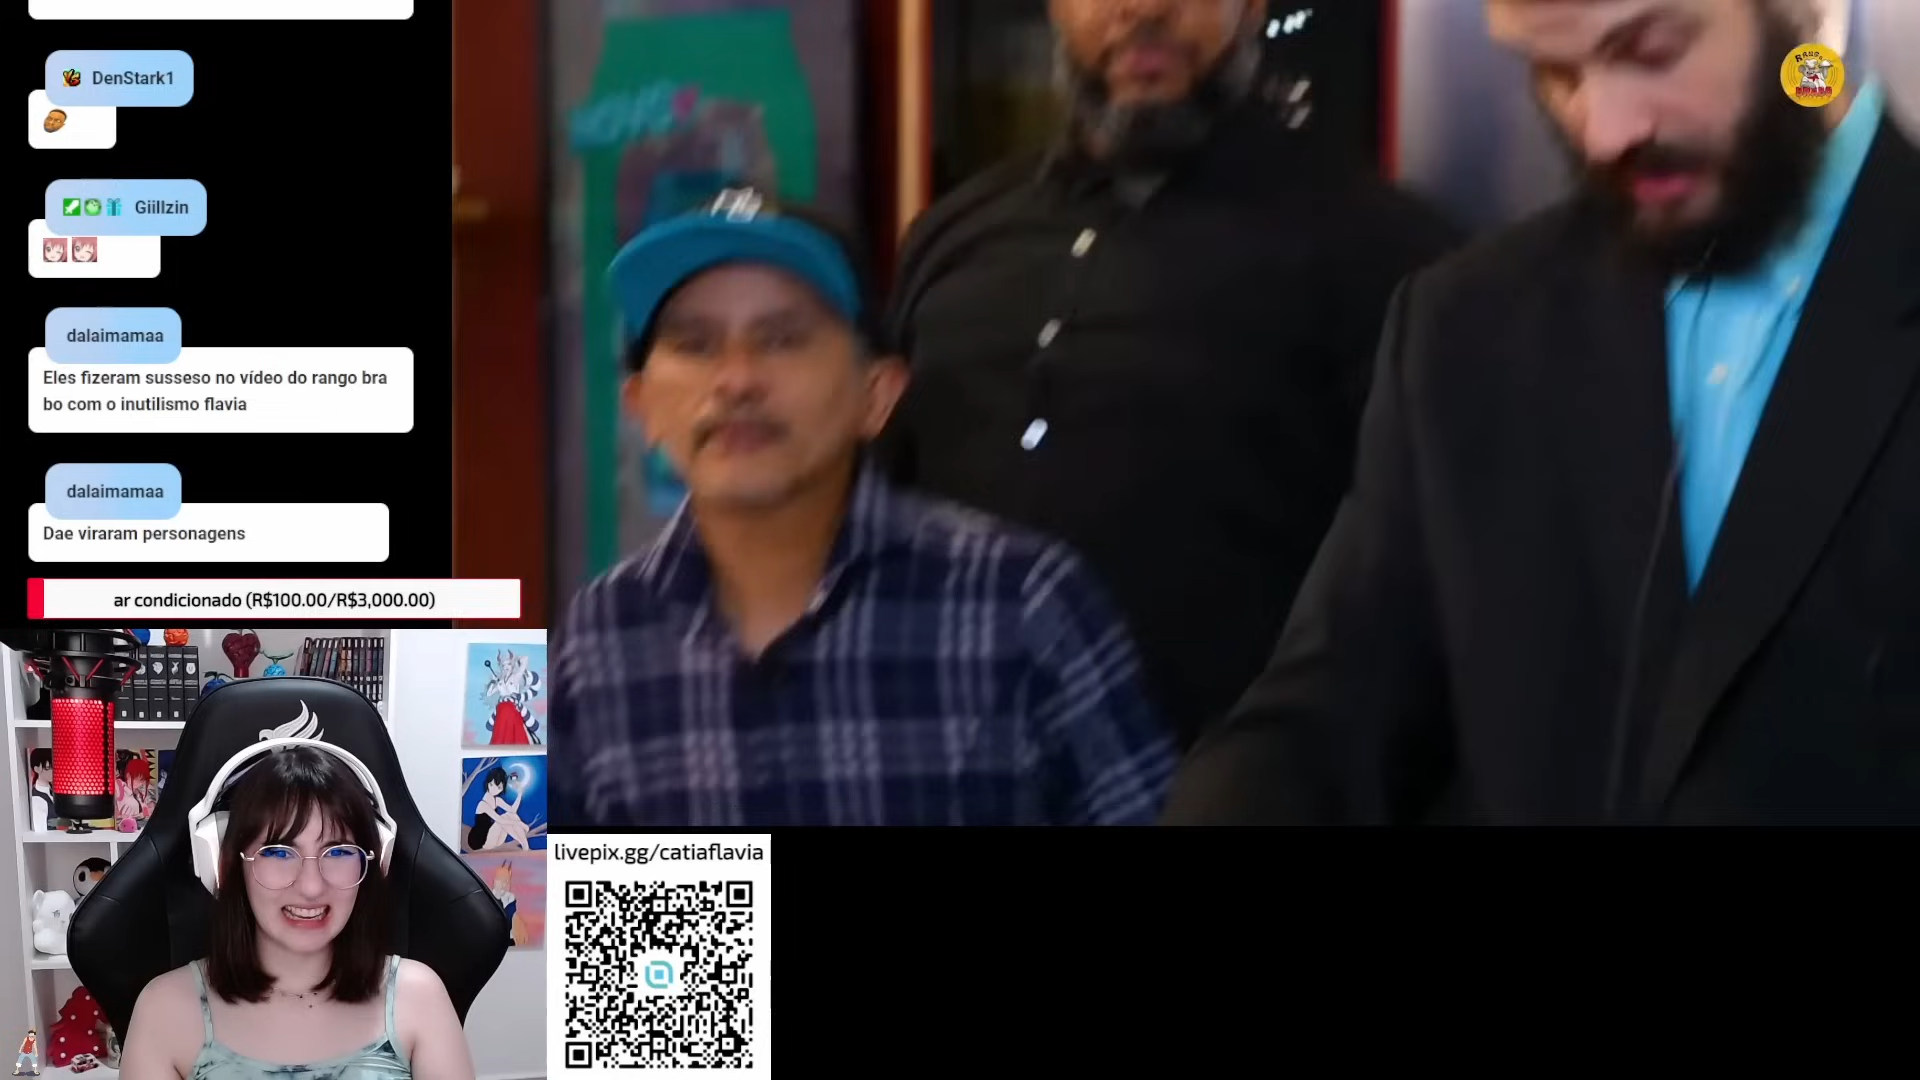 DenStark1
Giillzin
dalaimamaa
Eles fizeram susseso no vídeo do rango bra
bo com o inutilismo flavia
dalaimamaa
Dae viraram personagens
ar condicionado (R$100.00/R$3,000.00)
livepix.gg/catiaflavia